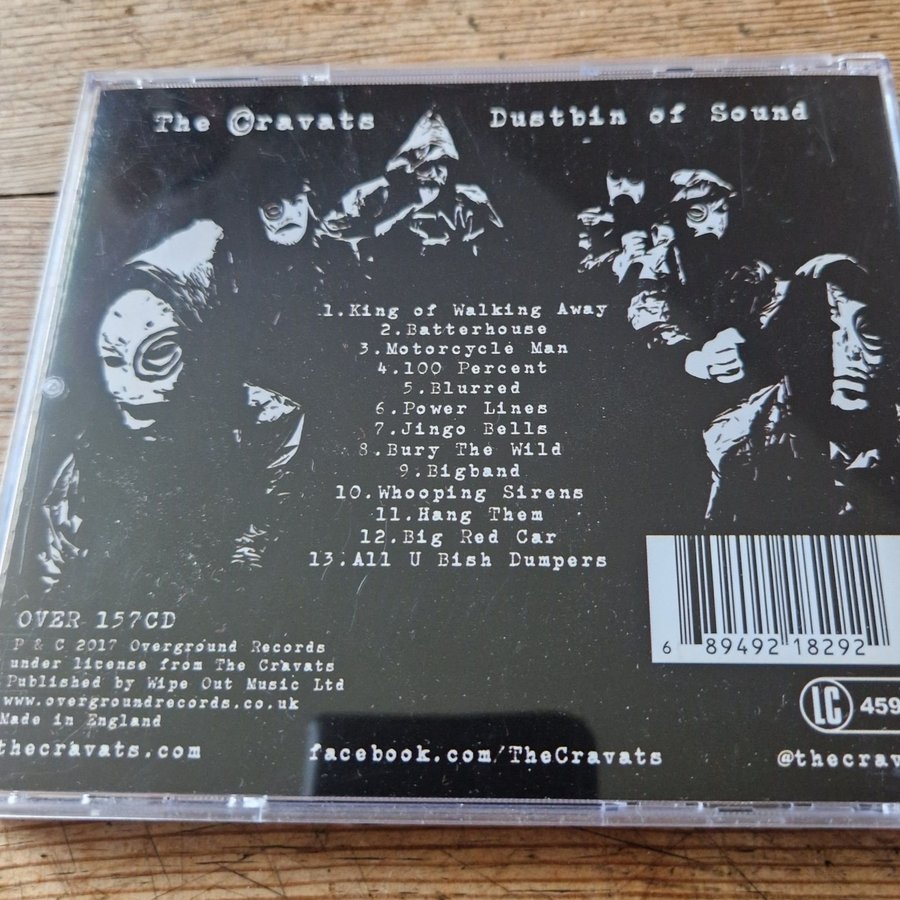 The ©ravats
Dustbin of Sound
1.King of Walking Away
2.Batterhouse
3.Motorcycle Man
4.100 Percent
5.Blurred
6.Power Lines
7.Jingo Bells
8.Bury The Wild
9.Bigband
10.Whooping Sirens
11.Hang Them
12.Big Red Car
13.All U Bish Dumpers
OVER 157CD
P & C 2017 Overground Records
under license from The Cravats
Published by Wipe Out Music Ltd
www.overgroundrecords.co.uk
Made in England
6 89492 18292
LC 459
thecravats.com
facebook.com/TheCravats
@thecrav